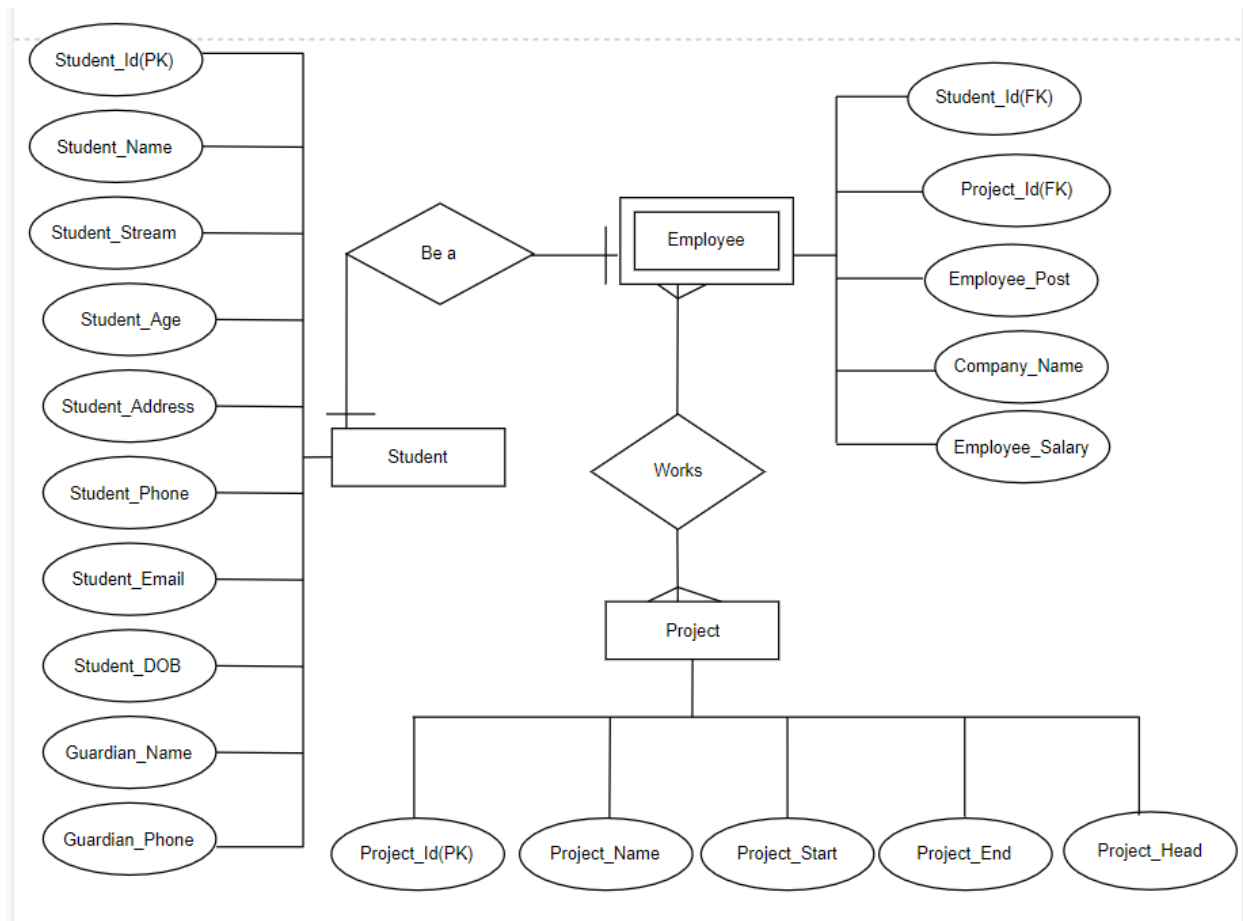 Student_Id(PK)
Student_Name
Student_Stream
Student_Age
Student_Address
Student_Phone
Student_Email
Student_DOB
Guardian_Name
Guardian_Phone
Be a
Student
Employee
Works
Project
Student_Id(FK)
Project_Id(FK)
Employee_Post
Company_Name
Employee_Salary
Project_Id(PK)
Project_Name
Project_Start
Project_End
Project_Head